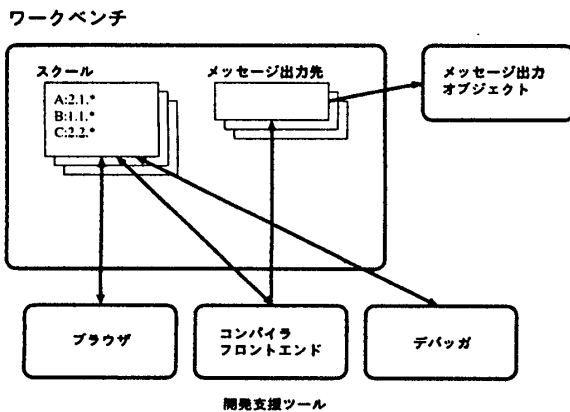 ワークベンチ
スクール
メッセージ出力先
A:2.1.*
B:1.1.*
C:2.2.*
メッセージ出力
オブジェクト
ブラウザ
コンパイラ
フロントエンド
デバッガ
開発支援ツール